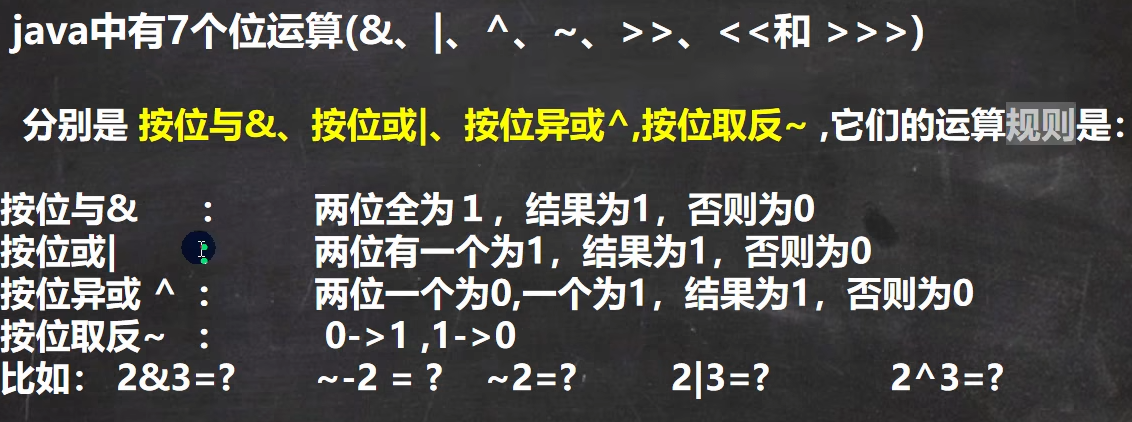 java中有7个位运算(&、|、^、~、>>、<<和 >>>)
分别是 按位与&、按位或|、按位异或^,按位取反~ ,它们的运算规则是：
按位与& ： 两位全为１，结果为1，否则为0
按位或| ： 两位有一个为1，结果为1，否则为0
按位异或 ^ ： 两位一个为0,一个为1，结果为1，否则为0
按位取反~ ： 0->1 ,1->0
比如： 2&3=? ~-2 = ? ~2=? 2|3=? 2^3=?